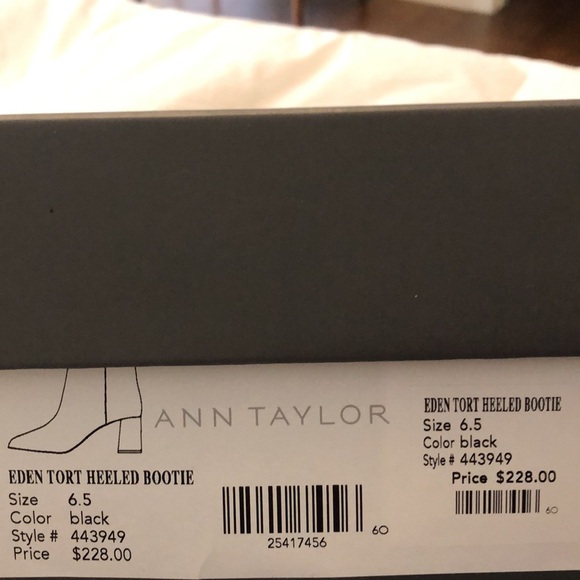 ANN TAYLOR
EDEN TORT HEELED BOOTIE
Size 6.5
Color black
Style # 443949
Price $228.00
25417456
60
EDEN TORT HEELED BOOTIE
Size 6.5
Color black
Style # 443949
Price $228.00
60